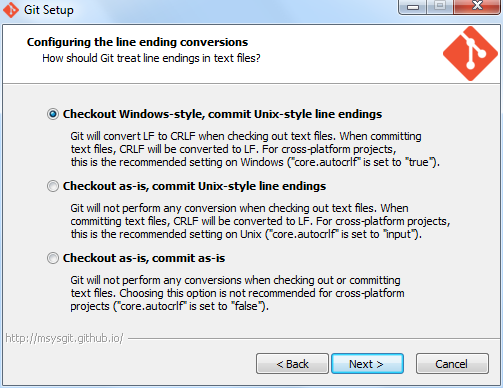 Git Setup
Configuring the line ending conversions
How should Git treat line endings in text files?
Checkout Windows-style, commit Unix-style line endings
Git will convert LF to CRLF when checking out text files. When committing
text files, CRLF will be converted to LF. For cross-platform projects,
this is the recommended setting on Windows ("core.autocrlf" is set to "true").
Checkout as-is, commit Unix-style line endings
Git will not perform any conversion when checking out text files. When
committing text files, CRLF will be converted to LF. For cross-platform projects,
this is the recommended setting on Unix ("core.autocrlf" is set to "input").
Checkout as-is, commit as-is
Git will not perform any conversions when checking out or committing
text files. Choosing this option is not recommended for cross-platform
projects ("core.autocrlf" is set to "false").
http://msysgit.github.io/
< Back
Next >
Cancel